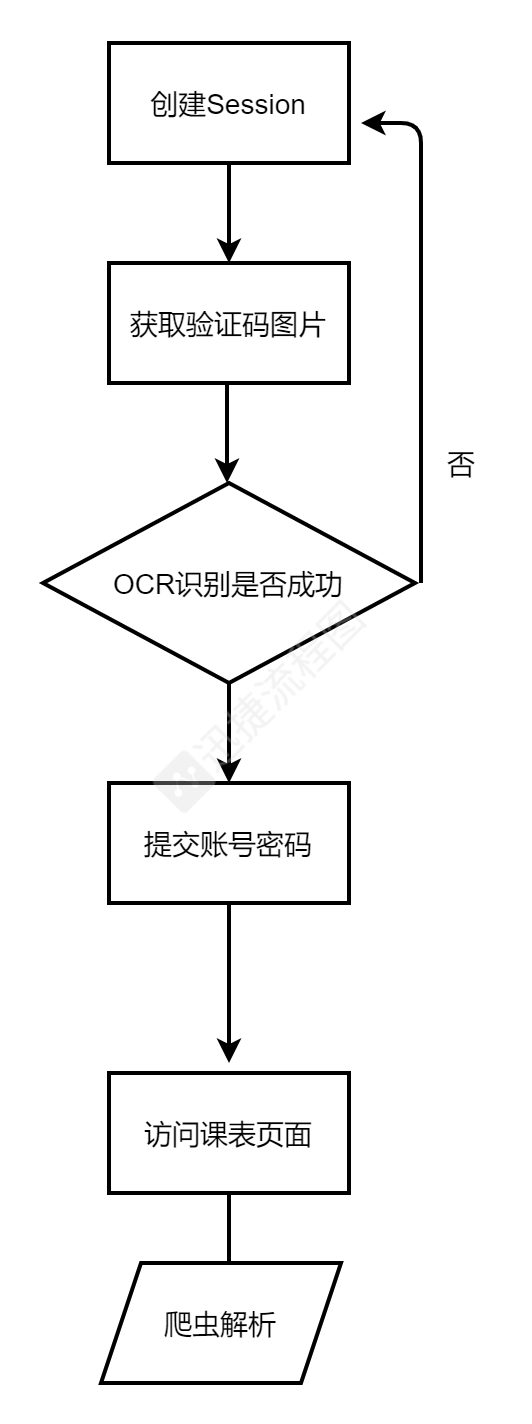 创建Session
获取验证码图片
否
OCR识别是否成功
迅捷流程图
提交账号密码
访问课表页面
爬虫解析